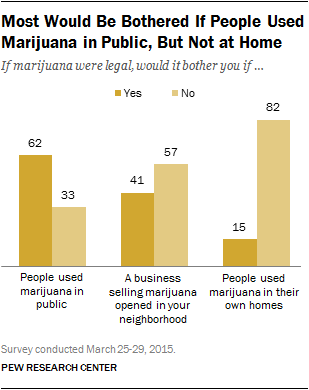 Most Would Be Bothered If People Used
Marijuana in Public, But Not at Home
If marijuana were legal, would it bother you if ...
Yes No
62
33
41
57
15
82
People used
marijuana in
public
A business
selling marijuana
opened in your
neighborhood
People used
marijuana in their
own homes
Survey conducted March 25-29, 2015.
PEW RESEARCH CENTER